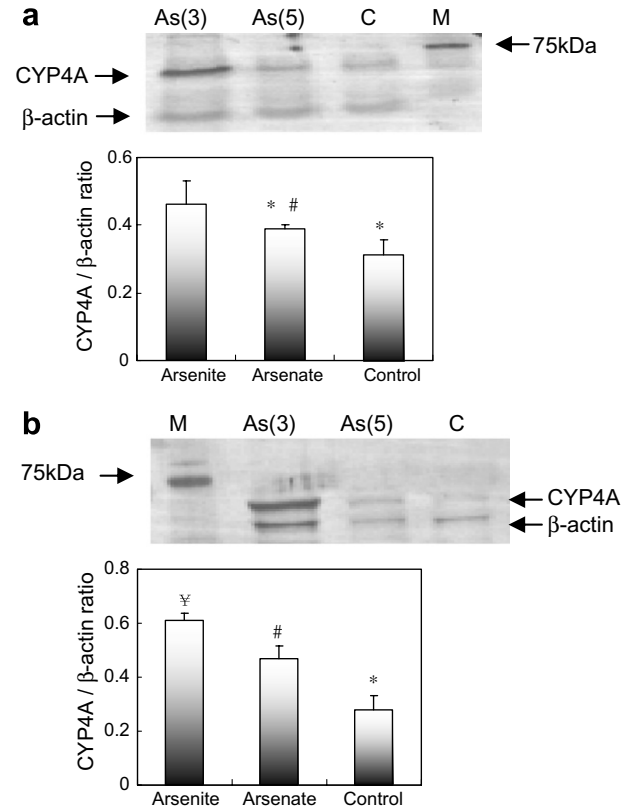 a
As(3) As(5) C M
CYP4A
75kDa
β-actin
CYP4A / β-actin ratio
0.6
0.4
0.2
0
* #
*
Arsenite Arsenate Control
b
M As(3) As(5) C
75kDa
CYP4A
β-actin
CYP4A / β-actin ratio
0.8
0.6
0.4
0.2
0
¥
#
*
Arsenite Arsenate Control